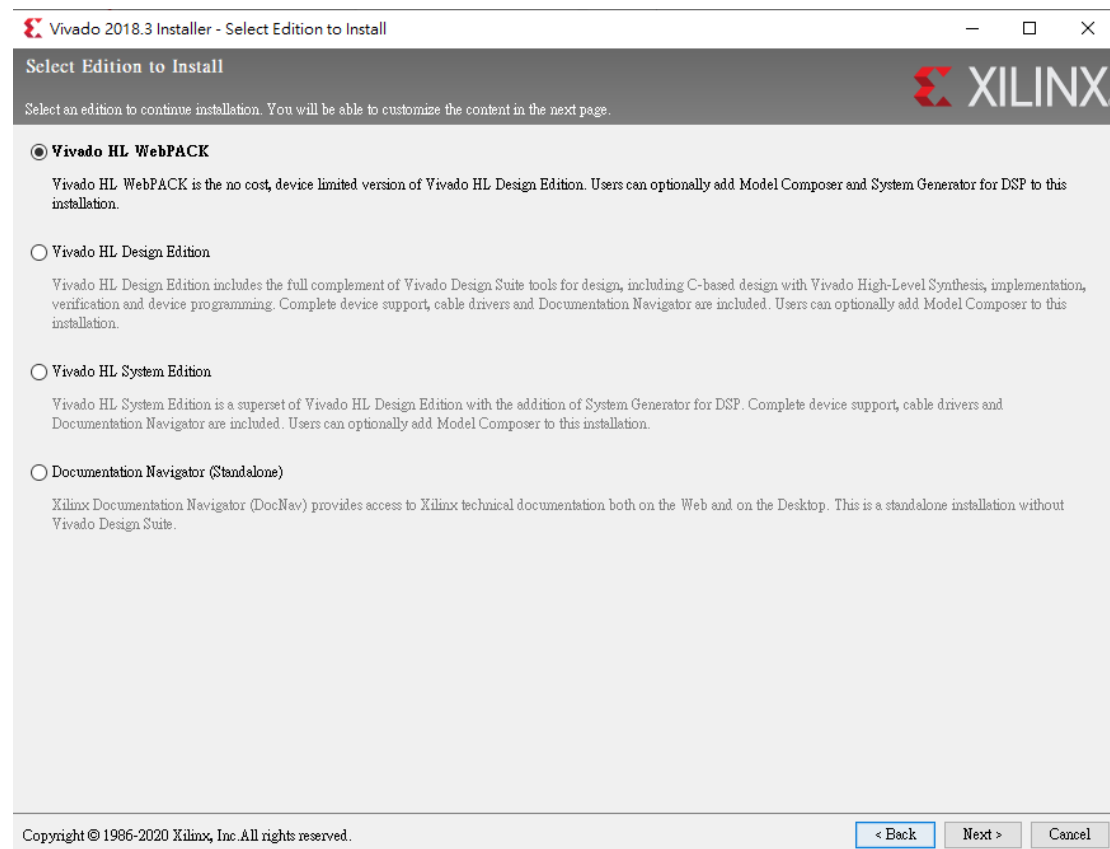 Vivado 2018.3 Installer - Select Edition to Install
Select Edition to Install
XILINX
Select an edition to continue installation. You will be able to customize the content in the next page.
Vivado HL WebPACK
Vivado HL WebPACK is the no cost, device limited version of Vivado HL Design Edition. Users can optionally add Model Composer and System Generator for DSP to this
installation.
Vivado HL Design Edition
Vivado HL Design Edition includes the full complement of Vivado Design Suite tools for design, including C-based design with Vivado High-Level Synthesis, implementation,
verification and device programming. Complete device support, cable drivers and Documentation Navigator are included. Users can optionally add Model Composer to this
installation.
Vivado HL System Edition
Vivado HL System Edition is a superset of Vivado HL Design Edition with the addition of System Generator for DSP. Complete device support, cable drivers and
Documentation Navigator are included. Users can optionally add Model Composer to this installation.
Documentation Navigator (Standalone)
Xilinx Documentation Navigator (DocNav) provides access to Xilinx technical documentation both on the Web and on the Desktop. This is a standalone installation without
Vivado Design Suite.
Copyright © 1986-2020 Xilinx, Inc.All rights reserved.
< Back Next > Cancel